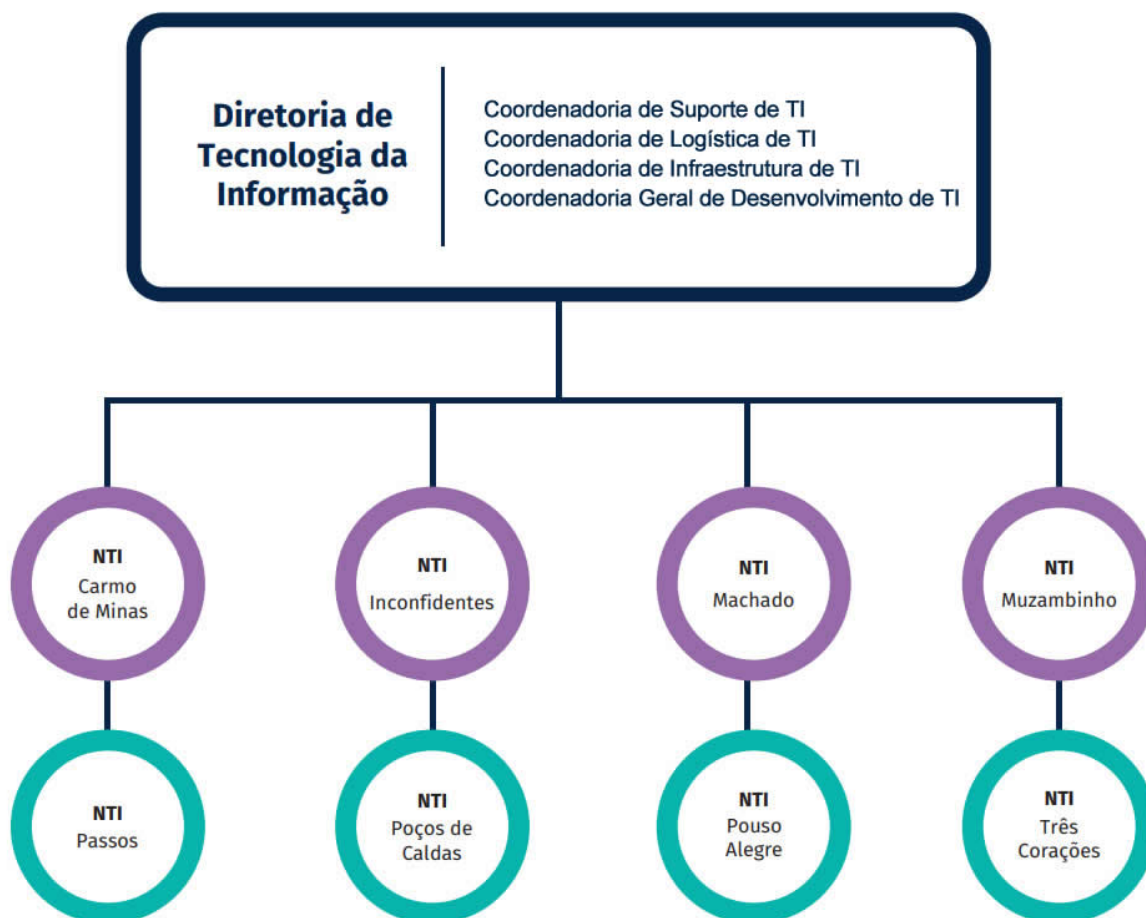 Diretoria de
Tecnologia da
Informação
Coordenadoria de Suporte de TI
Coordenadoria de Logística de TI
Coordenadoria de Infraestrutura de TI
Coordenadoria Geral de Desenvolvimento de TI
NTI
Carmo
de Minas
NTI
Inconfidentes
NTI
Machado
NTI
Muzambinho
NTI
Passos
NTI
Poços de
Caldas
NTI
Pouso
Alegre
NTI
Três
Corações